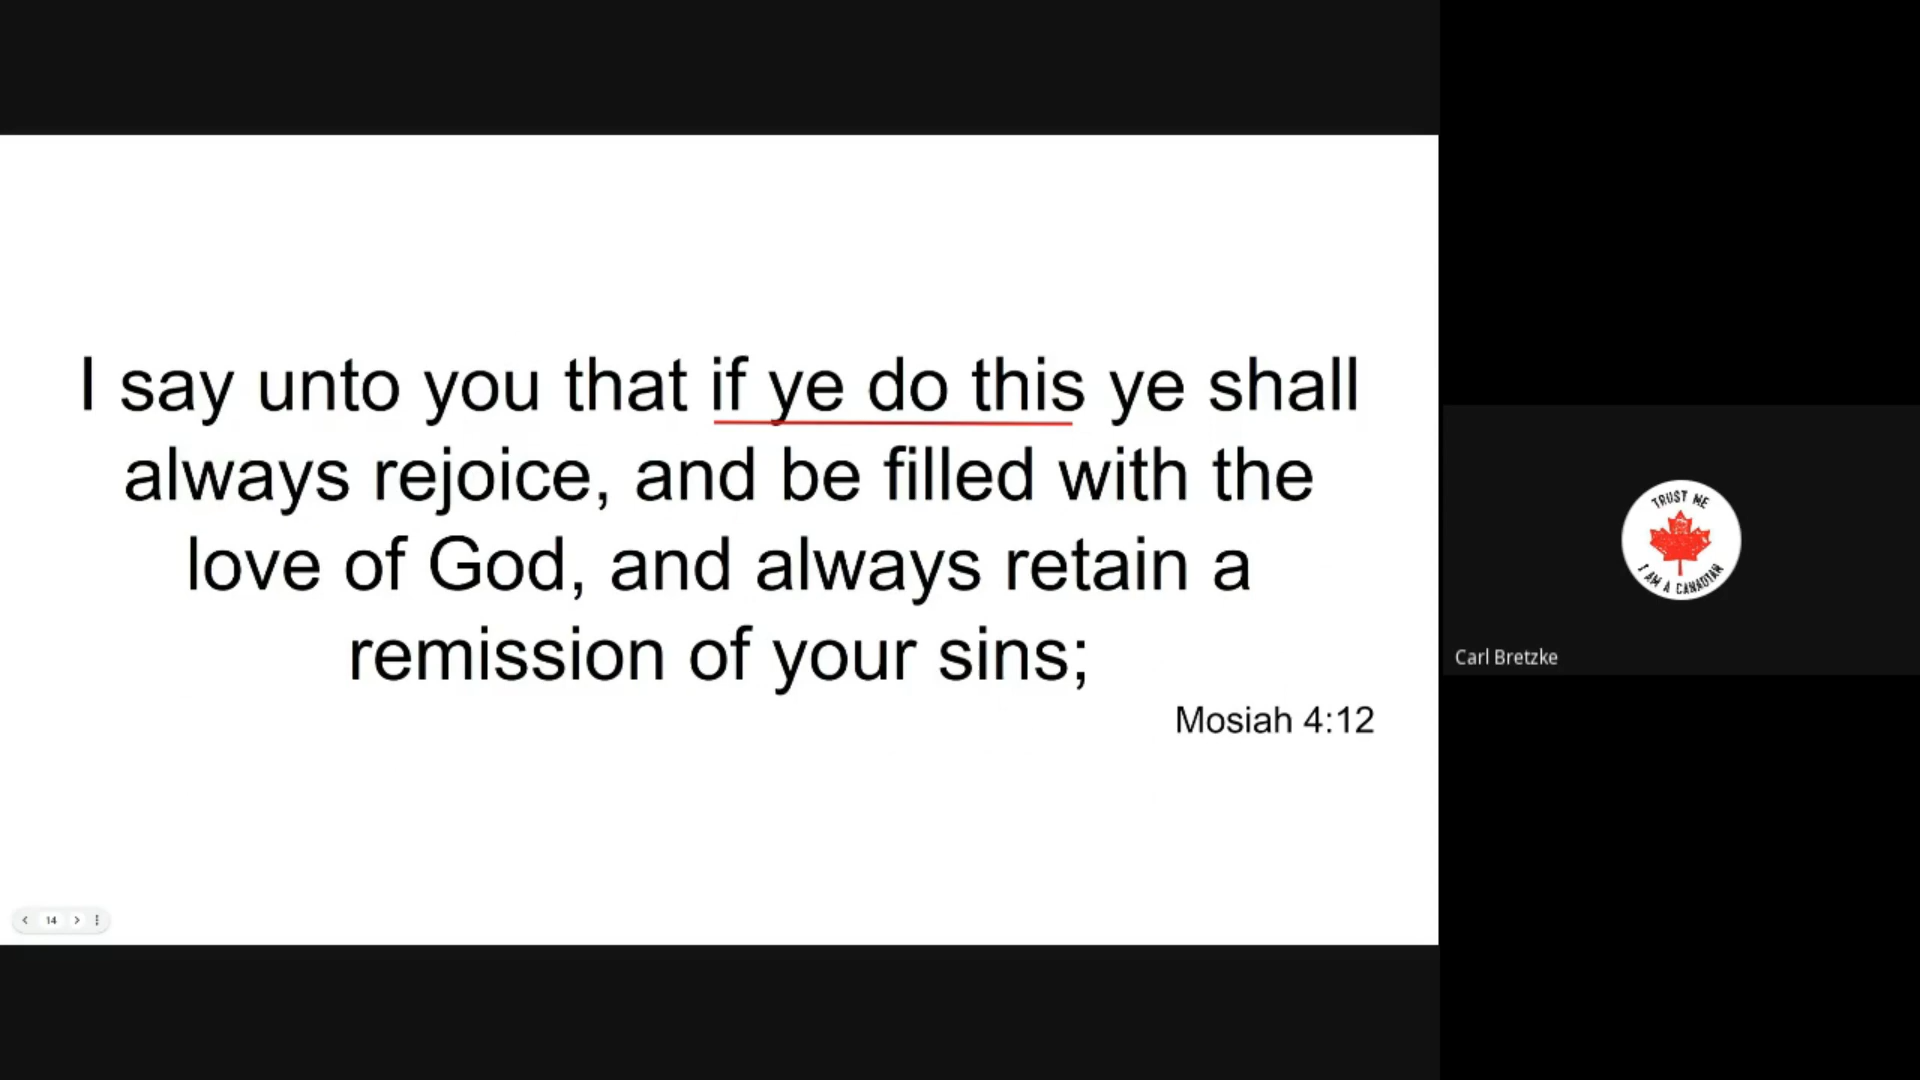 I say unto you that if ye do this ye shall
always rejoice, and be filled with the
love of God, and always retain a
remission of your sins;
Mosiah 4:12
14
TRUST ME
I AM A CANADIAN
Carl Bretzke